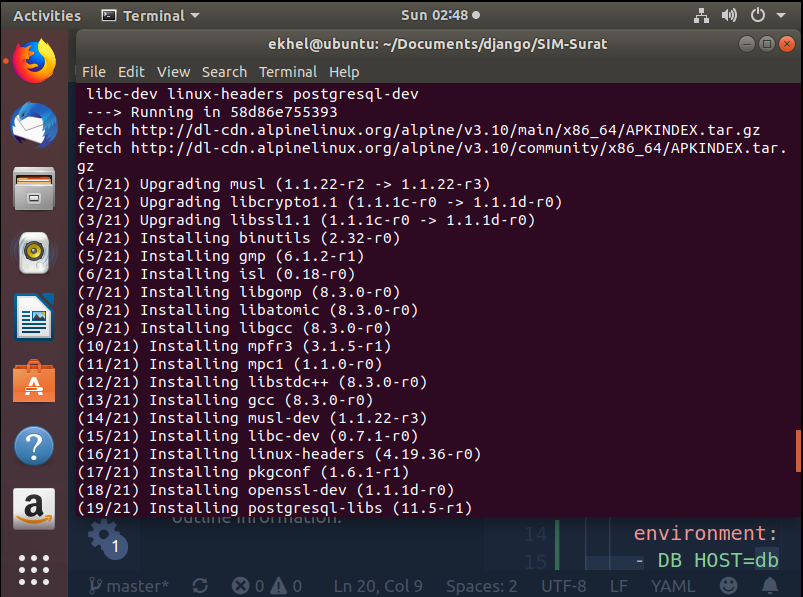 Activities Terminal Sun 02:48
ekhel@ubuntu: ~/Documents/django/SIM-Surat
File Edit View Search Terminal Help
libc-dev linux-headers postgresql-dev
---> Running in 58d86e755393
fetch http://dl-cdn.alpinelinux.org/alpine/v3.10/main/x86_64/APKINDEX.tar.gz
fetch http://dl-cdn.alpinelinux.org/alpine/v3.10/community/x86_64/APKINDEX.tar.
gz
(1/21) Upgrading musl (1.1.22-r2 -> 1.1.22-r3)
(2/21) Upgrading libcrypto1.1 (1.1.1c-r0 -> 1.1.1d-r0)
(3/21) Upgrading libssl1.1 (1.1.1c-r0 -> 1.1.1d-r0)
(4/21) Installing binutils (2.32-r0)
(5/21) Installing gmp (6.1.2-r1)
(6/21) Installing isl (0.18-r0)
(7/21) Installing libgomp (8.3.0-r0)
(8/21) Installing libatomic (8.3.0-r0)
(9/21) Installing libgcc (8.3.0-r0)
(10/21) Installing mpfr3 (3.1.5-r1)
(11/21) Installing mpc1 (1.1.0-r0)
(12/21) Installing libstdc++ (8.3.0-r0)
(13/21) Installing gcc (8.3.0-r0)
(14/21) Installing musl-dev (1.1.22-r3)
(15/21) Installing libc-dev (0.7.1-r0)
(16/21) Installing linux-headers (4.19.36-r0)
(17/21) Installing pkgconf (1.6.1-r1)
(18/21) Installing openssl-dev (1.1.1d-r0)
(19/21) Installing postgresql-libs (11.5-r1)
outline information.
14 environment:
15 - DB_HOST=db
1
master* 0 0 Ln 20, Col 9 Spaces: 2 UTF-8 LF YAML
a